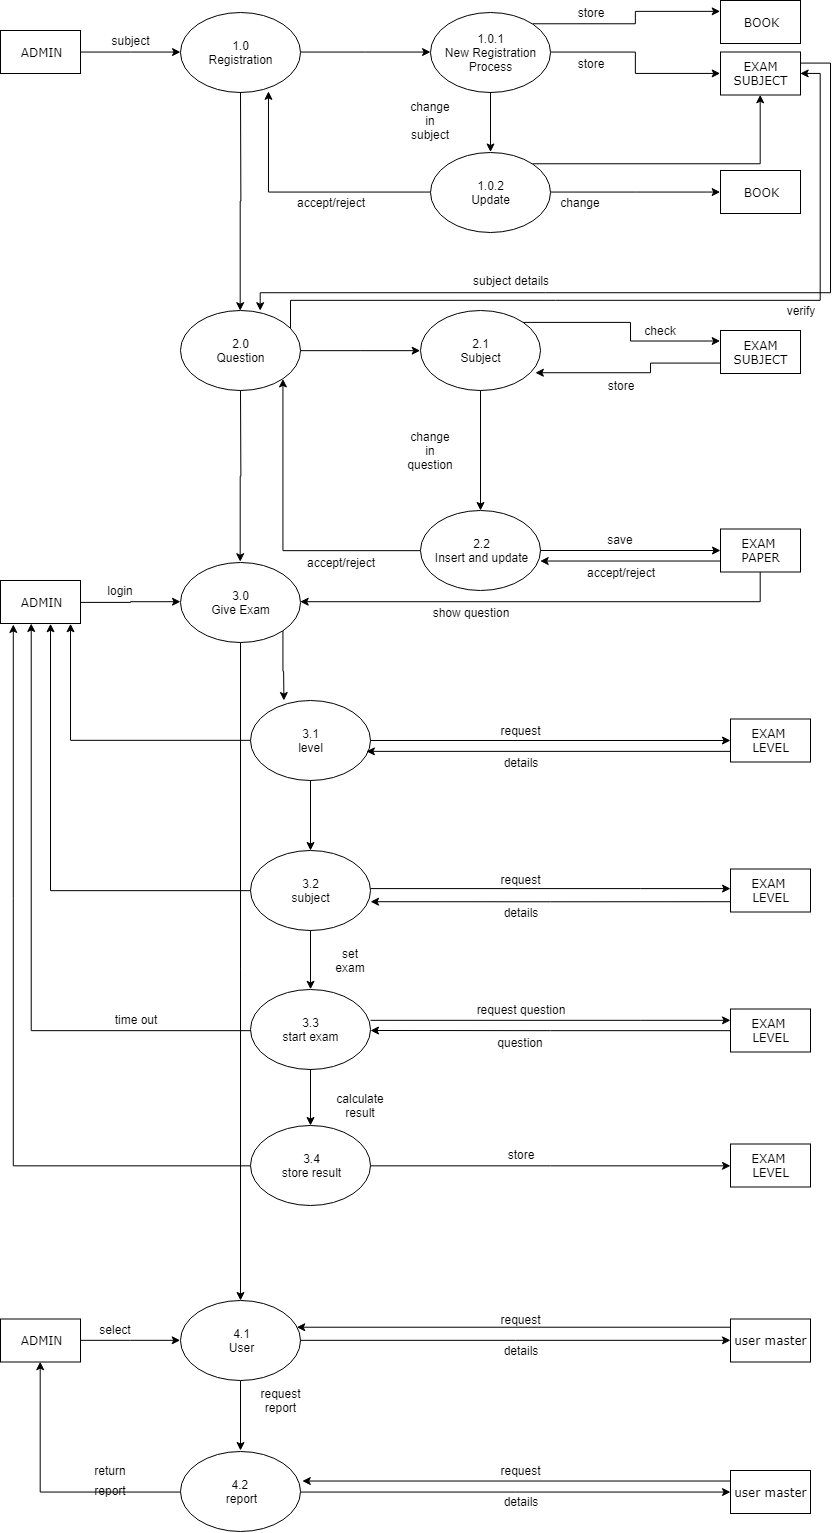 store
BOOK
ADMIN
subject
1.0
Registration
1.0.1
New Registration
Process
store
EXAM
SUBJECT
change
in
subject
accept/reject
1.0.2
Update
change
BOOK
subject details
verify
2.0
Question
2.1
Subject
check
EXAM
SUBJECT
store
change
in
question
accept/reject
2.2
Insert and update
save
EXAM
PAPER
accept/reject
ADMIN
login
3.0
Give Exam
show question
3.1
level
request
details
EXAM
LEVEL
3.2
subject
request
details
EXAM
LEVEL
set
exam
time out
3.3
start exam
request question
question
EXAM
LEVEL
calculate
result
3.4
store result
store
EXAM
LEVEL
ADMIN
select
4.1
User
request
details
user master
request
report
return
report
4.2
report
request
details
user master